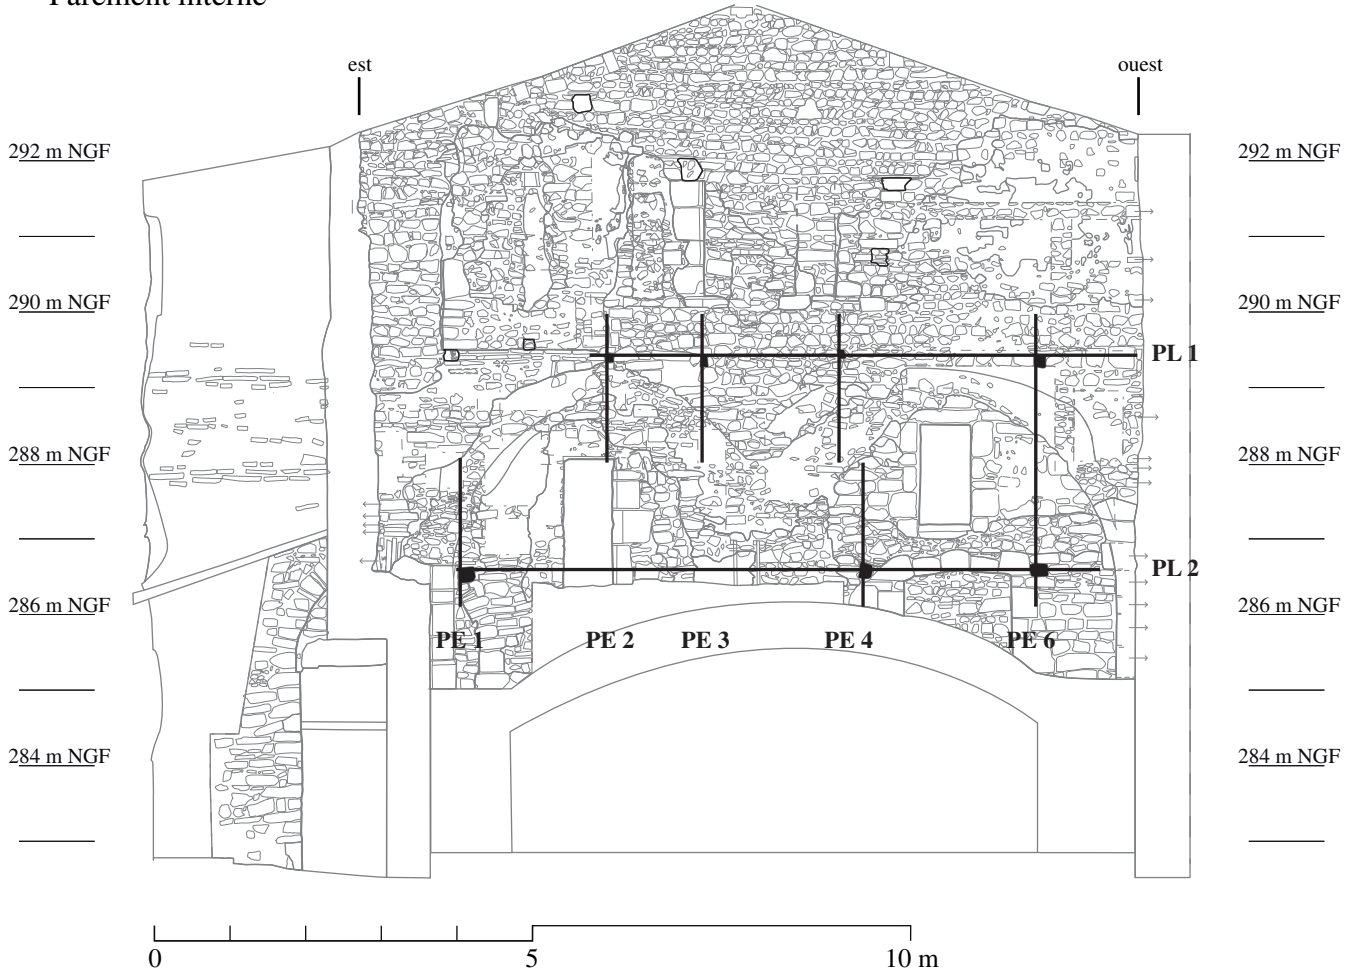 Parement interne
est
ouest
292 m NGF
292 m NGF
290 m NGF
290 m NGF
PL 1
288 m NGF
288 m NGF
PL 2
286 m NGF
286 m NGF
PE 1
PE 2
PE 3
PE 4
PE 6
284 m NGF
284 m NGF
0
5
10 m